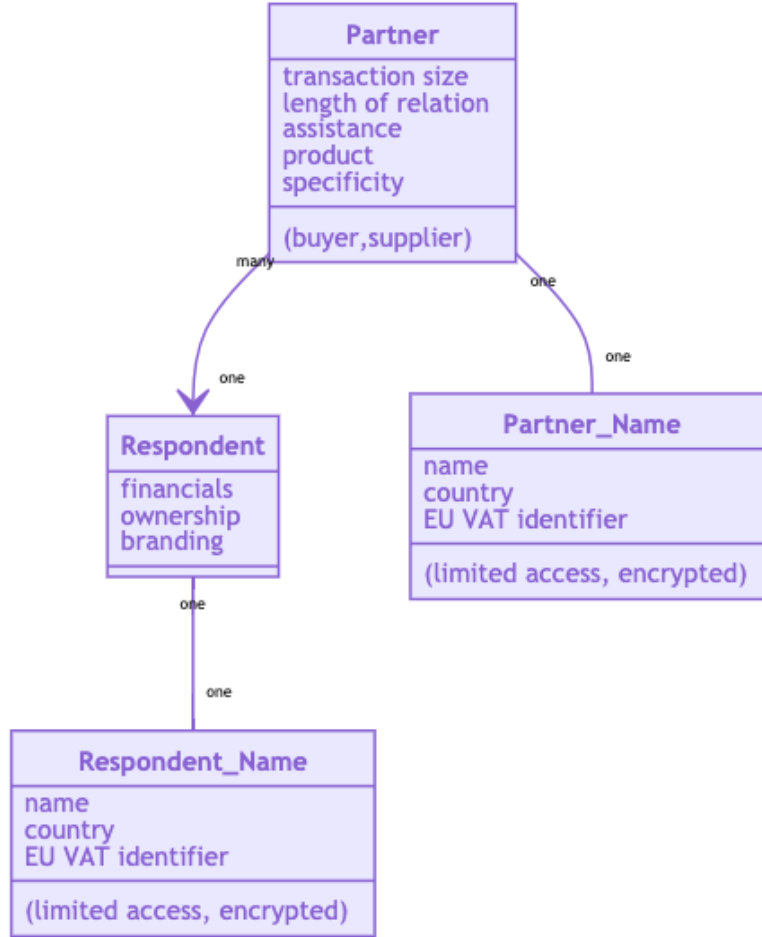 Partner
transaction size
length of relation
assistance
product
specificity
(buyer,supplier)
many
one
one
one
Respondent
financials
ownership
branding
Partner_Name
name
country
EU VAT identifier
(limited access, encrypted)
one
one
Respondent_Name
name
country
EU VAT identifier
(limited access, encrypted)